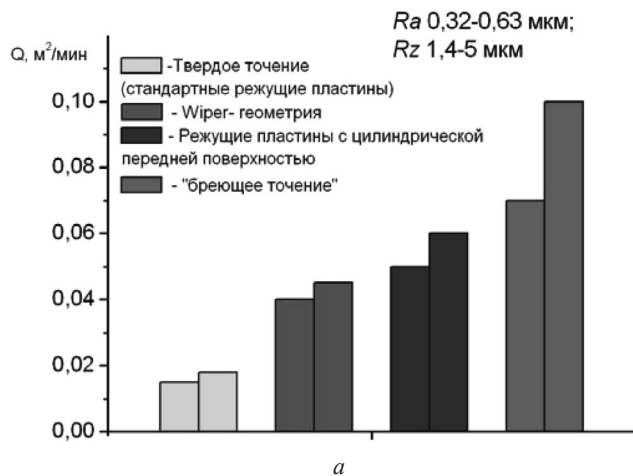 Ra 0,32-0,63 мкм;
Rz 1,4-5 мкм
Q, м²/мин
-Твердое точение
(стандартные режущие пластины)
- Wiper- геометрия
- Режущие пластины с цилиндрической
передней поверхностью
- "бреющее точение"
0,10
0,08
0,06
0,04
0,02
0,00
а